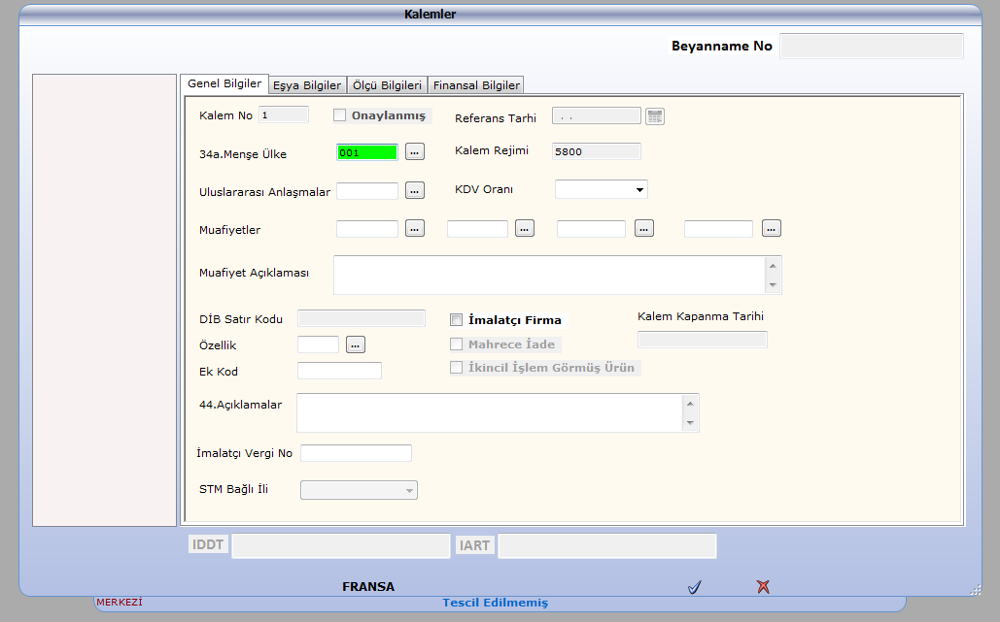 Kalemler
Beyanname No
Genel Bilgiler Eşya Bilgiler Ölçü Bilgileri Finansal Bilgiler
Kalem No 1 Onaylanmış Referans Tarhi . .
34a.Menşe Ülke 001 ... Kalem Rejimi 5800
Uluslararası Anlaşmalar ... KDV Oranı
Muafiyetler ... ... ... ...
Muafiyet Açıklaması
DİB Satır Kodu İmalatçı Firma Kalem Kapanma Tarihi
Özellik ... Mahrece İade
Ek Kod İkincil İşlem Görmüş Ürün
44.Açıklamalar
İmalatçı Vergi No
STM Bağlı İli
IDDT IART
FRANSA
MERKEZİ Tescil Edilmemiş